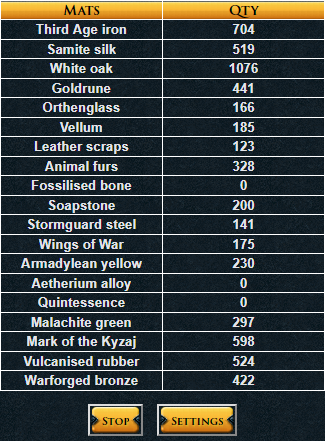 Mats Qty
Third Age iron 704
Samite silk 519
White oak 1076
Goldrune 441
Orthenglass 166
Vellum 185
Leather scraps 123
Animal furs 328
Fossilised bone 0
Soapstone 200
Stormguard steel 141
Wings of War 175
Armadylean yellow 230
Aetherium alloy 0
Quintessence 0
Malachite green 297
Mark of the Kyzaj 598
Vulcanised rubber 524
Warforged bronze 422
Stop Settings